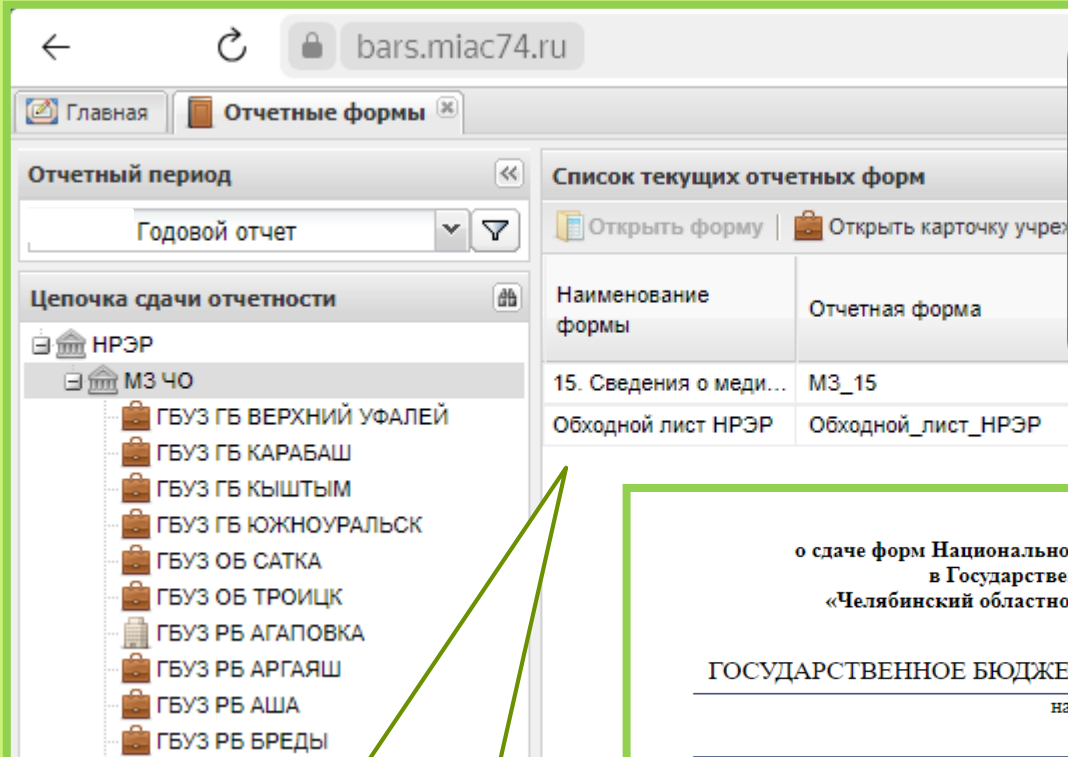 bars.miac74.ru
Главная
Отчетные формы
Отчетный период
Годовой отчет
Цепочка сдачи отчетности
НРЭР
МЗ ЧО
ГБУЗ ГБ ВЕРХНИЙ УФАЛЕЙ
ГБУЗ ГБ КАРАБАШ
ГБУЗ ГБ КЫШТЫМ
ГБУЗ ГБ ЮЖНОУРАЛЬСК
ГБУЗ ОБ САТКА
ГБУЗ ОБ ТРОИЦК
ГБУЗ РБ АГАПОВКА
ГБУЗ РБ АРГАЯШ
ГБУЗ РБ АША
ГБУЗ РБ БРЕДЫ
Список текущих отчетных форм
Открыть форму | Открыть карточку учреж
Наименование
формы
Отчетная форма
15. Сведения о меди... МЗ_15
Обходной лист НРЭР Обходной_лист_НРЭР
о сдаче форм Национально
в Государстве
«Челябинский областно
ГОСУДАРСТВЕННОЕ БЮДЖЕ
на